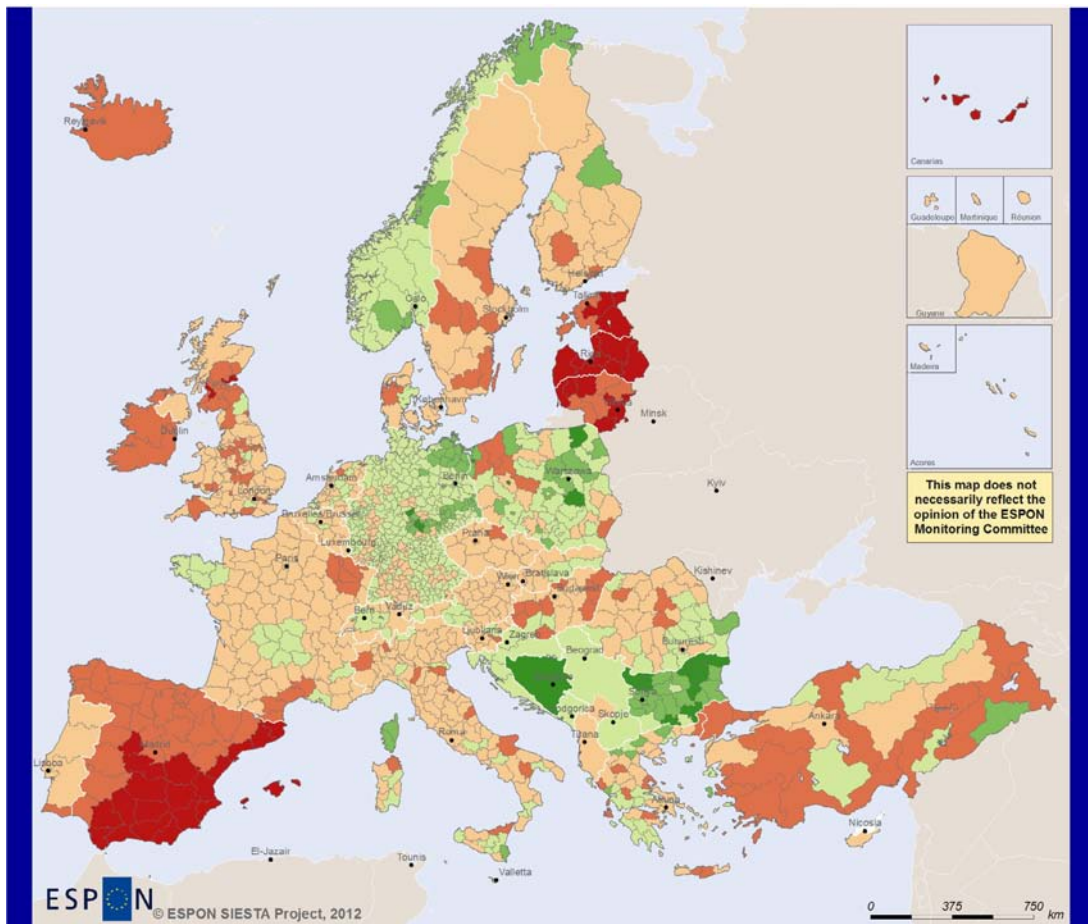 Reykjavik
Canarias
Guadeloupe
Martinique
Réunion
Guyane
Madeira
Acores
This map does not
necessarily reflect the
opinion of the ESPON
Monitoring Committee
Oslo
Helsinki
Tallinn
Stockholm
Riga
København
Minsk
Dublin
Amsterdam
Berlin
Warszawa
London
Kyiv
Bruxelles/Brussel
Praha
Luxembourg
Paris
Wien
Bratislava
Kishinev
Budapest
Bern
Vaduz
Ljubljana
Zagreb
Beograd
Bucuresti
Podgorica
Skopje
Ankara
Roma
Tirana
Madrid
Lisboa
Nicosia
El-Jazair
Tounis
Valletta
ESPON
© ESPON SIESTA Project, 2012
0 375 750
km